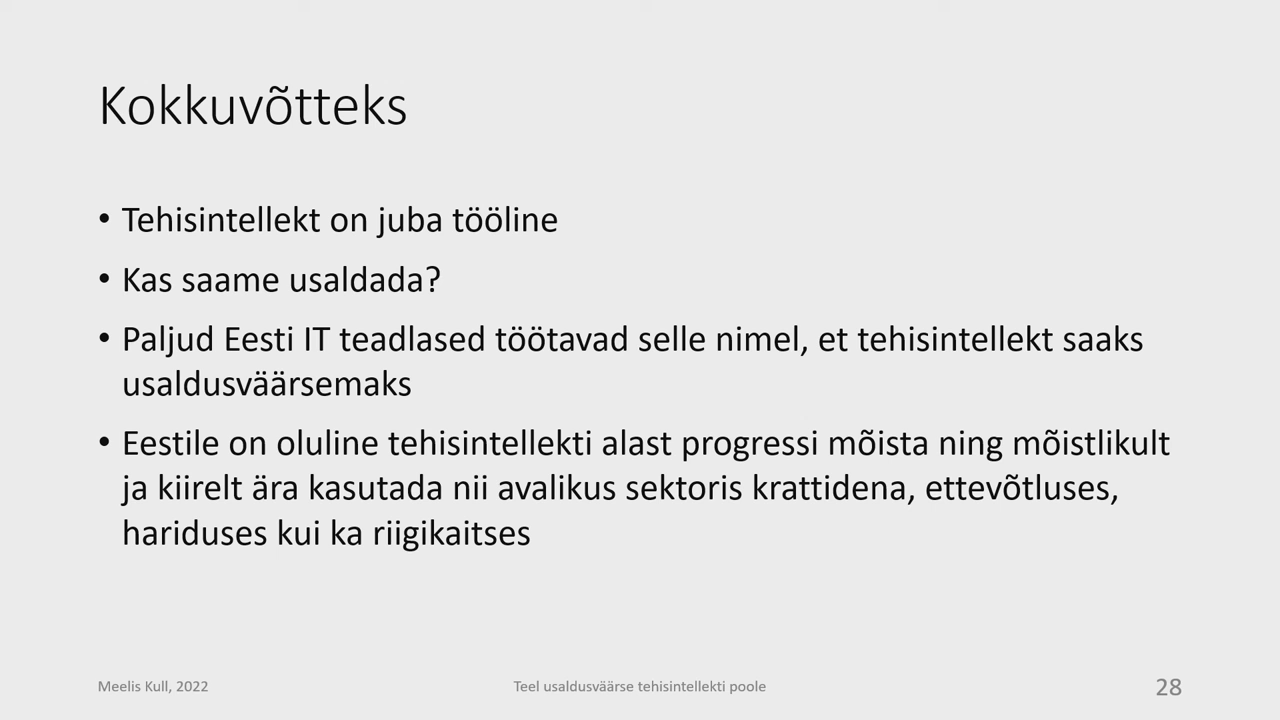 Kokkuvõtteks
• Tehisintellekt on juba tööline
• Kas saame usaldada?
• Paljud Eesti IT teadlased töötavad selle nimel, et tehisintellekt saaks
usaldusväärsemaks
• Eestile on oluline tehisintellekti alast progressi mõista ning mõistlikult
ja kiirelt ära kasutada nii avalikus sektoris krattidena, ettevõtluses,
hariduses kui ka riigikaitses
Meelis Kull, 2022
Teel usaldusväärse tehisintellekti poole
28